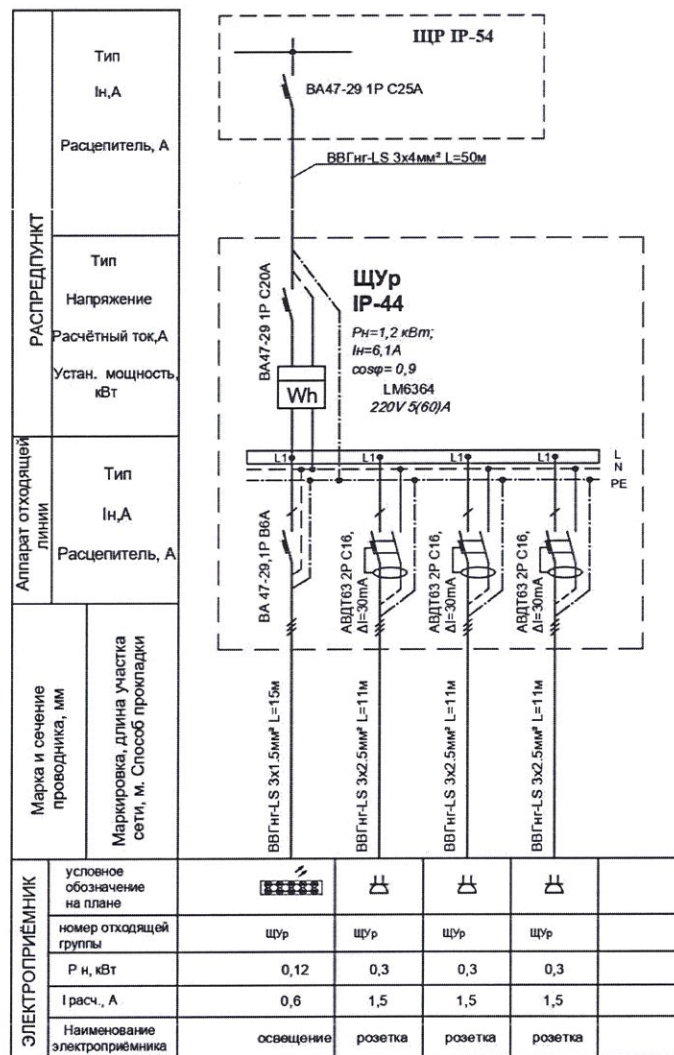 ЩР IP-54
Тип
Iн,А
Расцепитель, А
ВА47-29 1Р С25А
ВВГнг-LS 3х4мм² L=50м
РАСПРЕДПУНКТ
Тип
Напряжение
Расчётный ток,А
Устан. мощность,
кВт
ВА47-29 1Р С20А
ЩУр
IP-44
Рн=1,2 кВт;
Iн=6,1А
cosφ= 0,9
LM6364
220V 5(60)A
Wh
L1
L1
L1
L1
L
N
PE
Аппарат отходящей
линии
Тип
Iн,А
Расцепитель, А
ВА 47-29,1Р В6А
АВДТ63 2Р С16,
ΔI=30mA
АВДТ63 2Р С16,
ΔI=30mA
АВДТ63 2Р С16,
ΔI=30mA
Марка и сечение
проводника, мм
Маркировка, длина участка
сети, м. Способ прокладки
ВВГнг-LS 3х1.5мм² L=15м
ВВГнг-LS 3х2.5мм² L=11м
ВВГнг-LS 3х2.5мм² L=11м
ВВГнг-LS 3х2.5мм² L=11м
ЭЛЕКТРОПРИЁМНИК
условное
обозначение
на плане
номер отходящей
группы
ЩУр ЩУр ЩУр ЩУр
Р н, кВт 0,12 0,3 0,3 0,3
I расч., А 0,6 1,5 1,5 1,5
Наименование
электроприёмника
освещение розетка розетка розетка